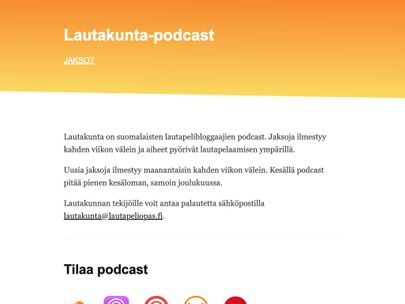 Lautakunta-podcast
JAKSOT
Lautakunta on suomalaisten lautapelibloggaajien podcast. Jaksoja ilmestyy
kahden viikon välein ja aiheet pyörivät lautapelaamisen ympärillä.
Uusia jaksoja ilmestyy maanantaisin kahden viikon välein. Kesällä podcast
pitää pienen kesäloman, samoin joulukuussa.
Lautakunnan tekijöille voit antaa palautetta sähköpostilla
lautakunta@lautapeliopas.fi.
Tilaa podcast